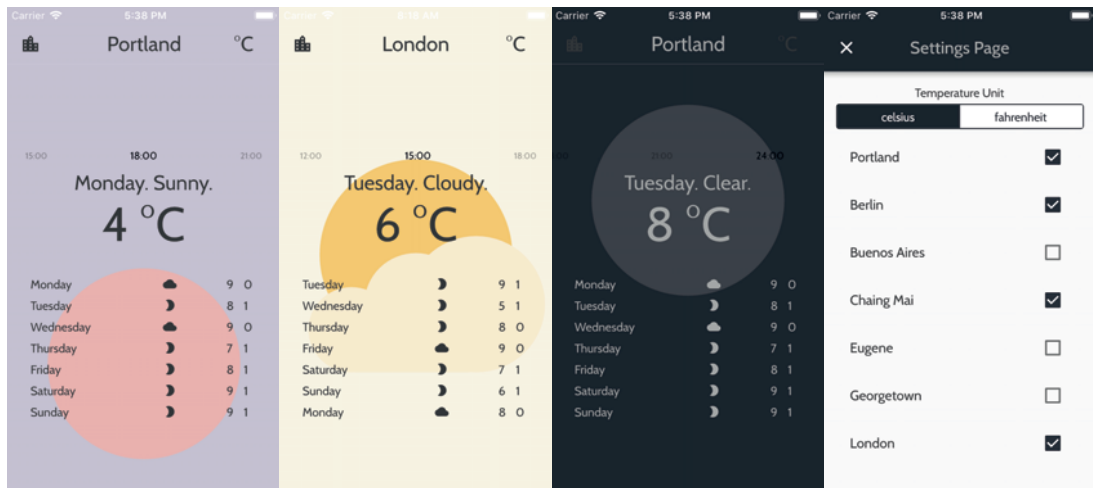 Carrier 5:38 PM
Portland °C
15:00 18:00 21:00
Monday. Sunny.
4 °C
Monday 9 0
Tuesday 8 1
Wednesday 9 0
Thursday 7 1
Friday 8 1
Saturday 9 1
Sunday 9 1
Carrier
London °C
12:00 15:00 18:00
Tuesday. Cloudy.
6 °C
Tuesday 9 1
Wednesday 5 1
Thursday 8 0
Friday 9 0
Saturday 7 1
Sunday 6 1
Monday 8 0
Carrier 5:38 PM
Portland °C
21:00 24:00
Tuesday. Clear.
8 °C
Monday 9 0
Tuesday 8 1
Wednesday 9 0
Thursday 7 1
Friday 8 1
Saturday 9 1
Sunday 9 1
Carrier 5:38 PM
Settings Page
Temperature Unit
celsius fahrenheit
Portland
Berlin
Buenos Aires
Chaing Mai
Eugene
Georgetown
London